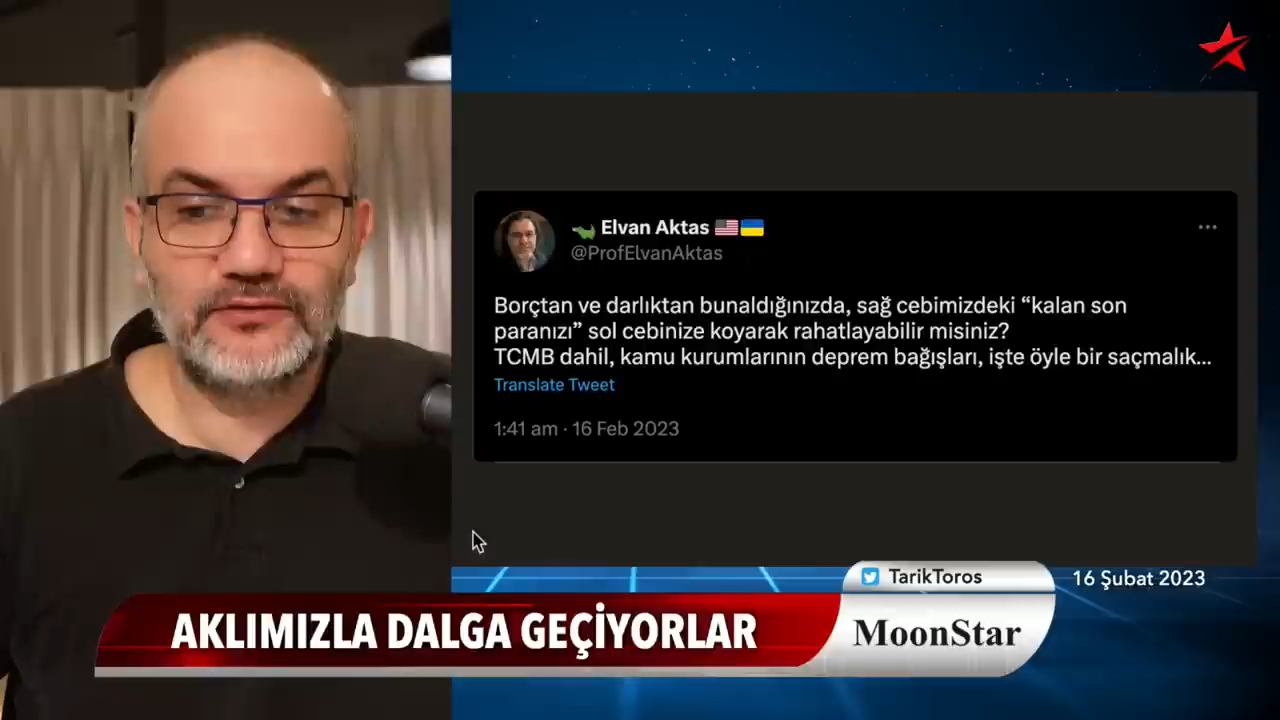 Elvan Aktas
@ProfElvanAktas
Borçtan ve darlıktan bunaldığınızda, sağ cebimizdeki “kalan son
paranızı” sol cebinize koyarak rahatlayabilir misiniz?
TCMB dahil, kamu kurumlarının deprem bağışları, işte öyle bir saçmalık...
Translate Tweet
1:41 am · 16 Feb 2023
TarikToros
16 Şubat 2023
AKLIMIZLA DALGA GEÇİYORLAR
MoonStar